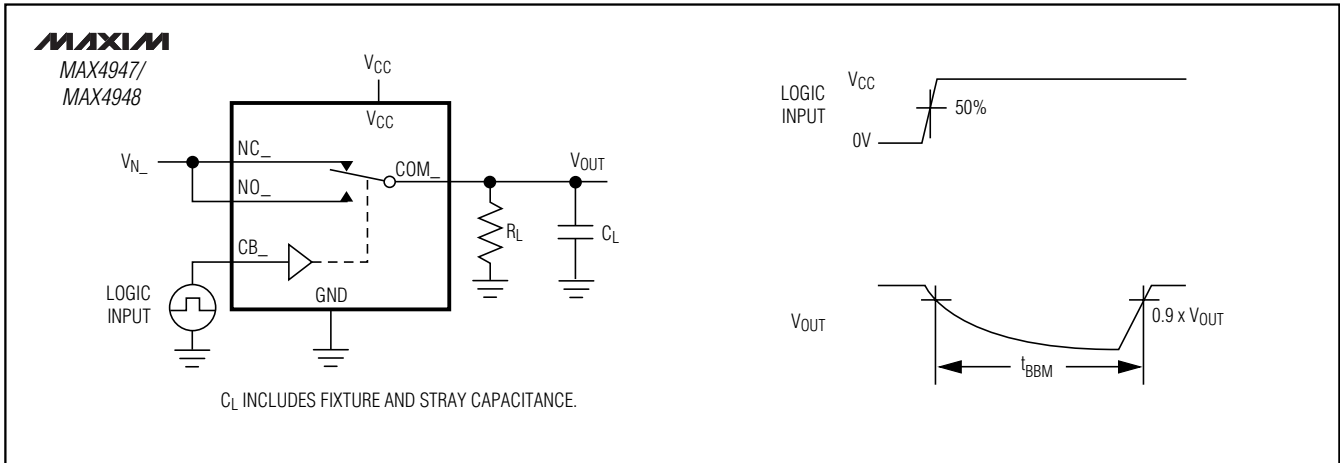 MAXIM
MAX4947/
MAX4948
VCC
VCC
VN_
NC_
NO_
COM_
VOUT
RL
CL
CB_
LOGIC
INPUT
GND
CL INCLUDES FIXTURE AND STRAY CAPACITANCE.
LOGIC
INPUT
VCC
50%
0V
VOUT
0.9 x VOUT
tBBM